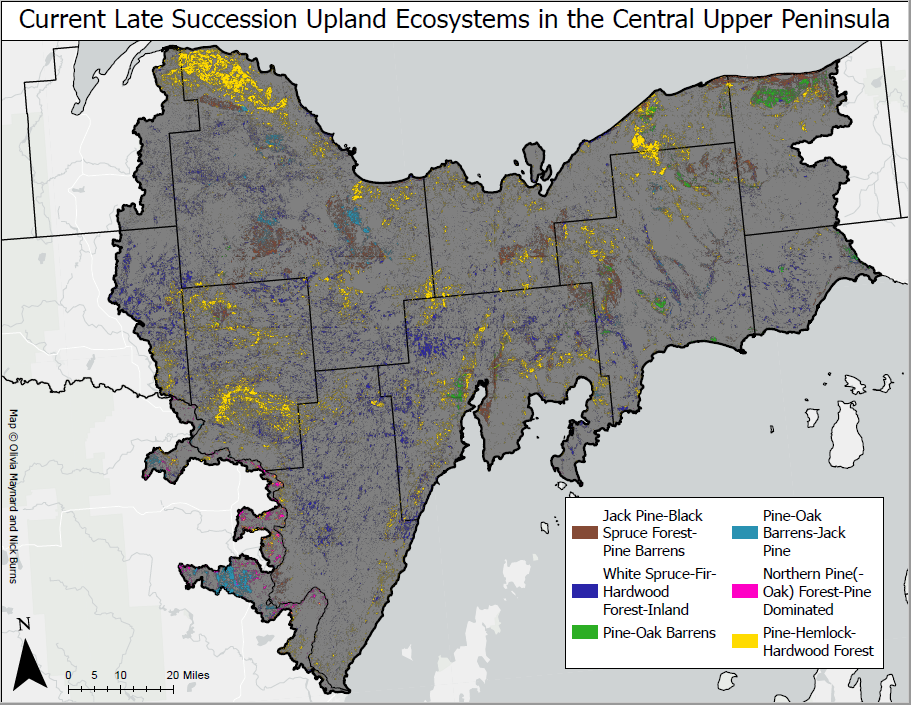 Current Late Succession Upland Ecosystems in the Central Upper Peninsula
Map © Olivia Maynard and Nick Burns
N
0 5 10 20 Miles
Jack Pine-Black
Spruce Forest-
Pine Barrens
White Spruce-Fir-
Hardwood
Forest-Inland
Pine-Oak Barrens
Pine-Oak
Barrens-Jack
Pine
Northern Pine(-
Oak) Forest-Pine
Dominated
Pine-Hemlock-
Hardwood Forest